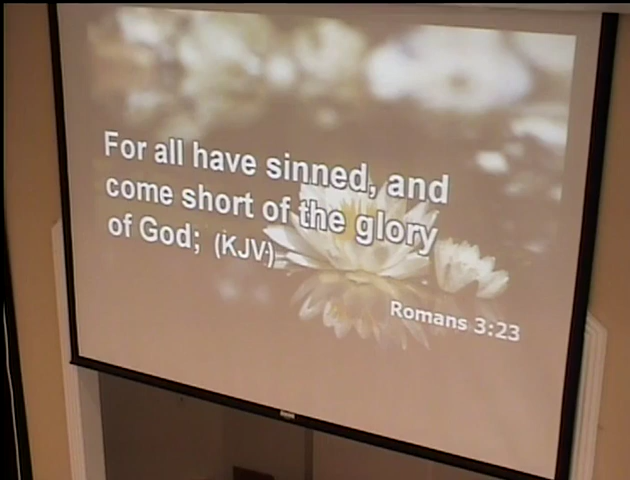 For all have sinned, and
come short of the glory
of God; (KJV)
Romans 3:23